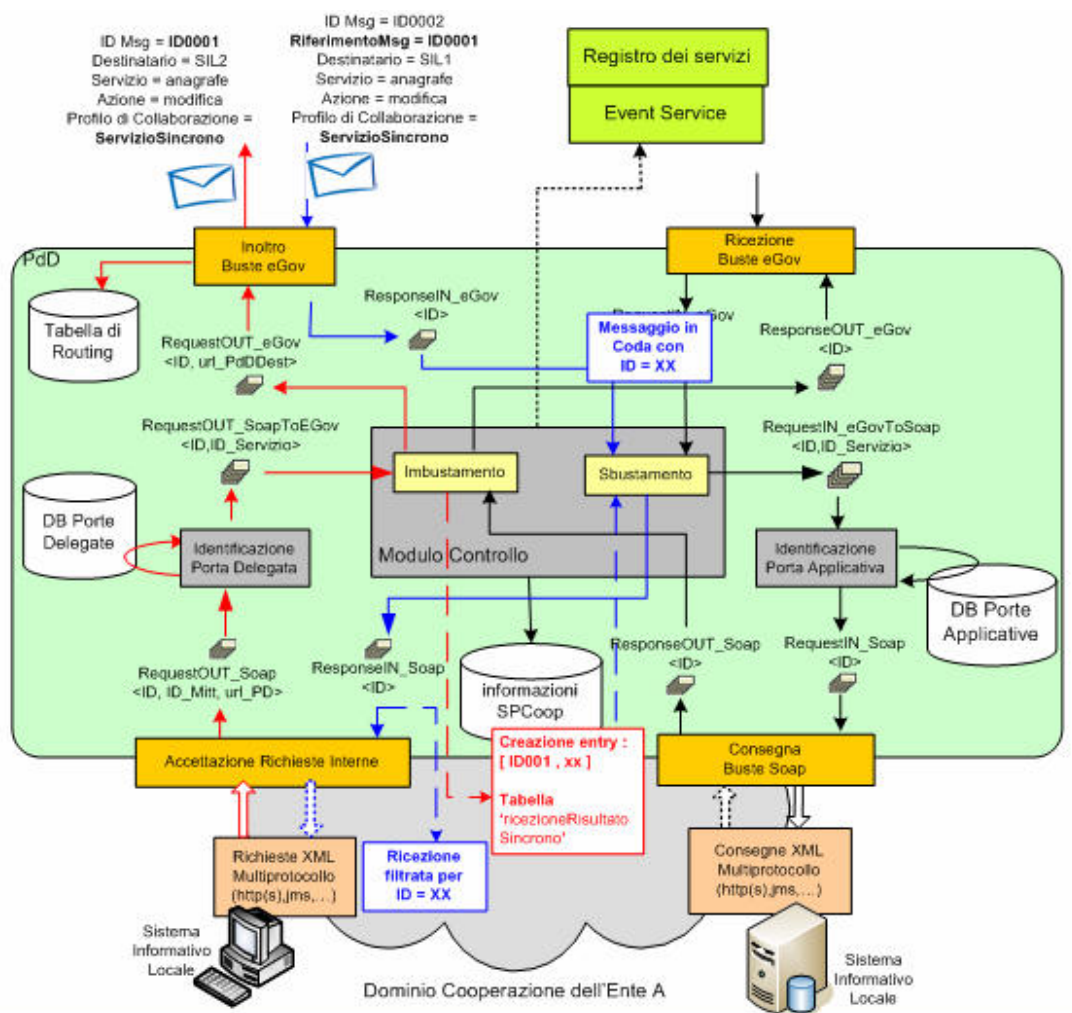 ID Msg = ID0001
Destinatario = SIL2
Servizio = anagrafe
Azione = modifica
Profilo di Collaborazione =
ServizioSincrono
ID Msg = ID0002
RiferimentoMsg = ID0001
Destinatario = SIL1
Servizio = anagrafe
Azione = modifica
Profilo di Collaborazione =
ServizioSincrono
Registro dei servizi
Event Service
PdD
Inoltro
Buste eGov
Ricezione
Buste eGov
Tabella di
Routing
RequestOUT_eGov
<ID, url_PdDDest>
ResponseIN_eGov
<ID>
RequestIN_eGov
Messaggio in
Coda con
ID = XX
ResponseOUT_eGov
<ID>
RequestOUT_SoapToEGov
<ID,ID_Servizio>
RequestIN_eGovToSoap
<ID,ID_Servizio>
Imbustamento
Sbustamento
Modulo Controllo
DB Porte
Delegate
Identificazione
Porta Delegata
Identificazione
Porta Applicativa
DB Porte
Applicative
RequestOUT_Soap
<ID, ID_Mitt, url_PD>
ResponseIN_Soap
<ID>
informazioni
SPCoop
ResponseOUT_Soap
<ID>
RequestIN_Soap
<ID>
Accettazione Richieste Interne
Creazione entry :
[ ID001 , xx ]
Tabella
'ricezioneRisultato
Sincrono'
Consegna
Buste Soap
Richieste XML
Multiprotocollo
(http(s),jms,...)
Ricezione
filtrata per
ID = XX
Consegne XML
Multiprotocollo
(http(s),jms,...)
Sistema
Informativo
Locale
Sistema
Informativo
Locale
Dominio Cooperazione dell'Ente A